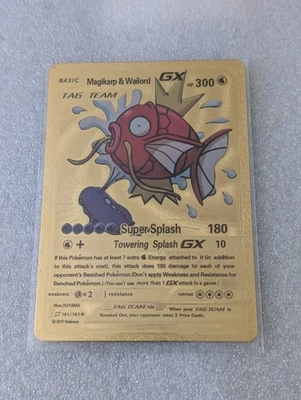 BASIC Magikarp & Wailord GX HP 300
TAG TEAM
Super Splash 180
+ Towering Splash GX 10
If this Pokémon has at least 7 extra Energy attached to it (in addition
to this attack's cost), this attack does 100 damage to each of your
opponent's Benched Pokémon. (Don't apply Weakness and Resistance for
Benched Pokémon.) (You can't use more than 1 GX attack in a game.)
weakness ×2 resistance retreat
Illus. DOYAMA TAG TEAM rule When your TAG TEAM is
161/181 Knocked Out, your opponent takes 3 Prize Cards.
©2019 Pokémon